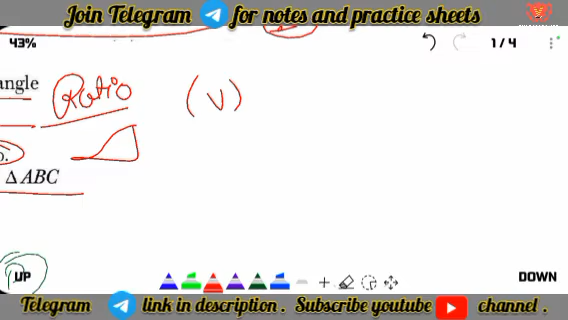 Join Telegram for notes and practice sheets
43%
1/4
angle
Ratio (v)
Δ ABC
UP
DOWN
Telegram link in description . Subscribe youtube channel .